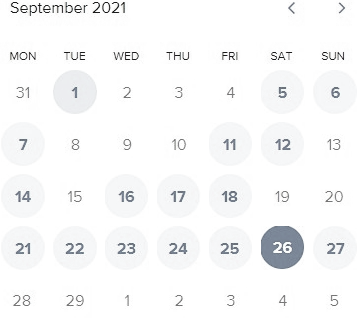 September 2021
MON TUE WED THU FRI SAT SUN
31 1 2 3 4 5 6
7 8 9 10 11 12 13
14 15 16 17 18 19 20
21 22 23 24 25 26 27
28 29 1 2 3 4 5